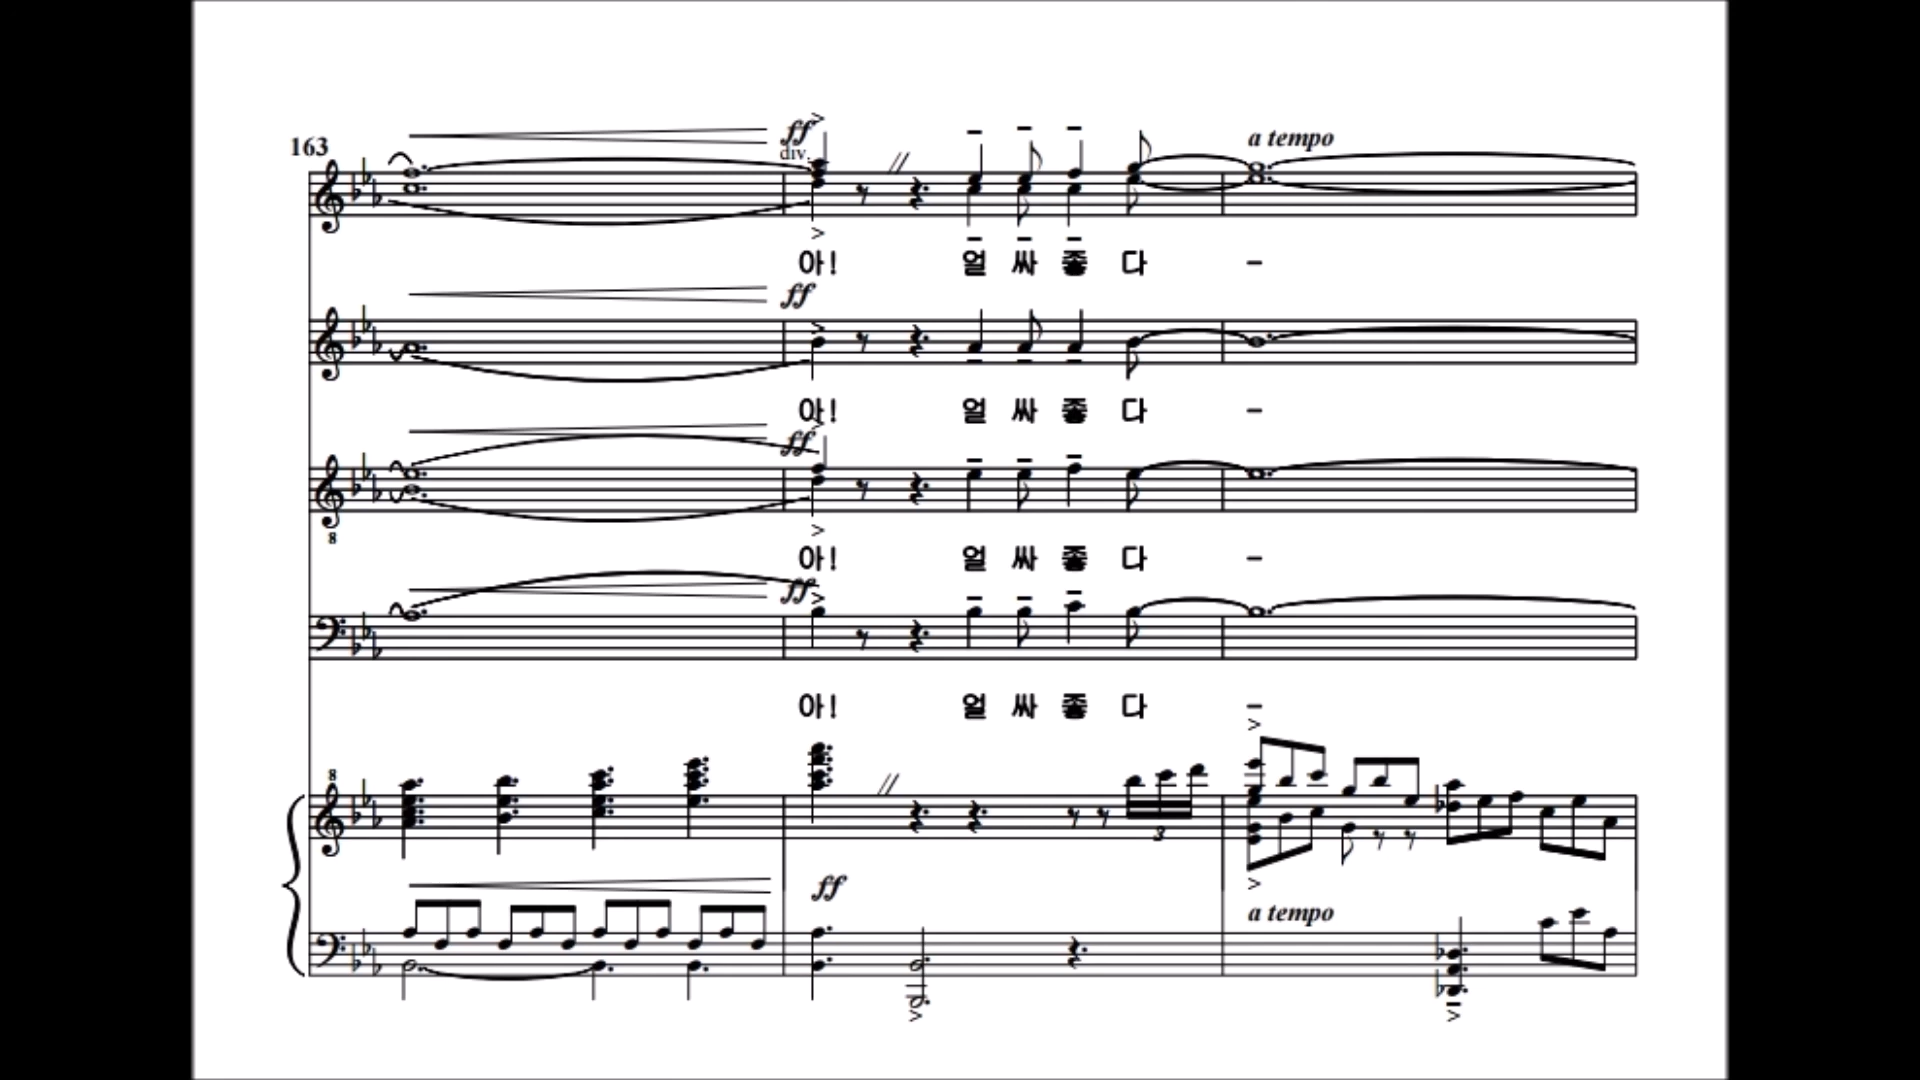 163
ff
div.
a tempo
아! 얼 싸 좋 다 -
ff
아! 얼 싸 좋 다 -
ff
8
아! 얼 싸 좋 다 -
ff
아! 얼 싸 좋 다 -
8
3
ff
a tempo